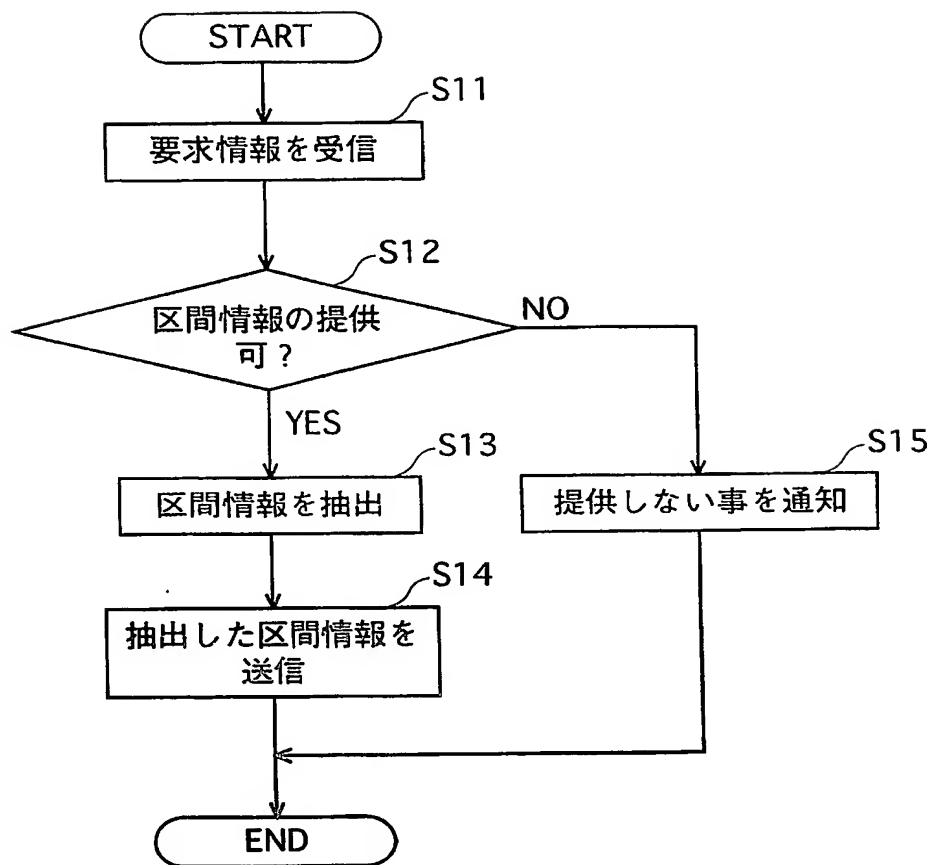 START
S11
要求情報を受信
S12
区間情報の提供
可？
NO
YES
S13
区間情報を抽出
S15
提供しない事を通知
S14
抽出した区間情報を
送信
END